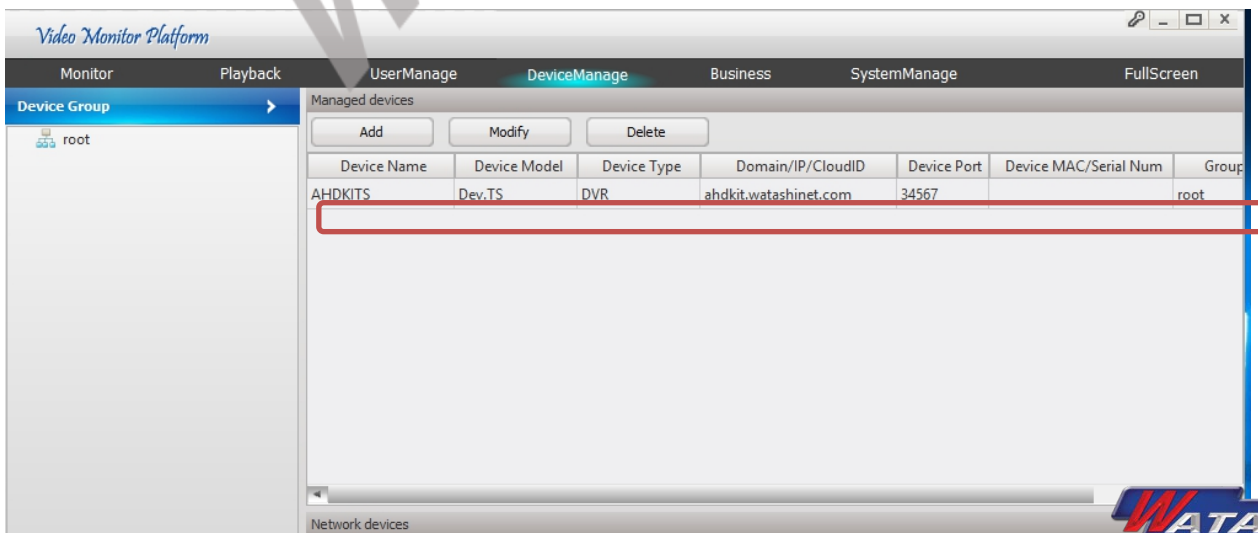 Video Monitor Platform
Monitor Playback UserManage DeviceManage Business SystemManage FullScreen
Device Group
Managed devices
root
Add Modify Delete
Device Name Device Model Device Type Domain/IP/CloudID Device Port Device MAC/Serial Num Group
AHDKITS Dev.TS DVR ahdkit.watashinet.com 34567 root
Network devices
WATA